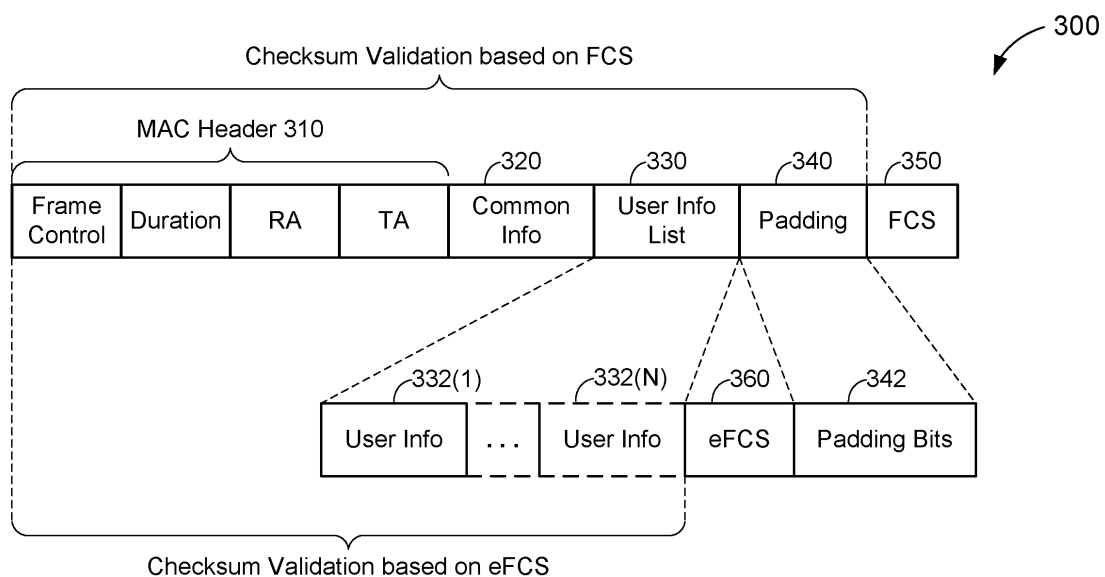 300
Checksum Validation based on FCS
MAC Header 310
320
330
340
350
Frame
Control
Duration
RA
TA
Common
Info
User Info
List
Padding
FCS
332(1)
332(N)
360
342
User Info
. . .
User Info
eFCS
Padding Bits
Checksum Validation based on eFCS